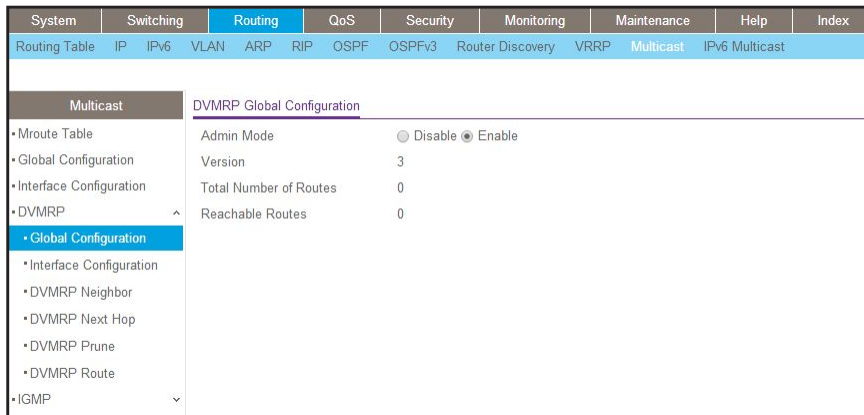 System Switching Routing QoS Security Monitoring Maintenance Help Index
Routing Table IP IPv6 VLAN ARP RIP OSPF OSPFv3 Router Discovery VRRP Multicast IPv6 Multicast
Multicast
Mroute Table
Global Configuration
Interface Configuration
DVMRP
Global Configuration
Interface Configuration
DVMRP Neighbor
DVMRP Next Hop
DVMRP Prune
DVMRP Route
IGMP
DVMRP Global Configuration
Admin Mode Disable Enable
Version 3
Total Number of Routes 0
Reachable Routes 0